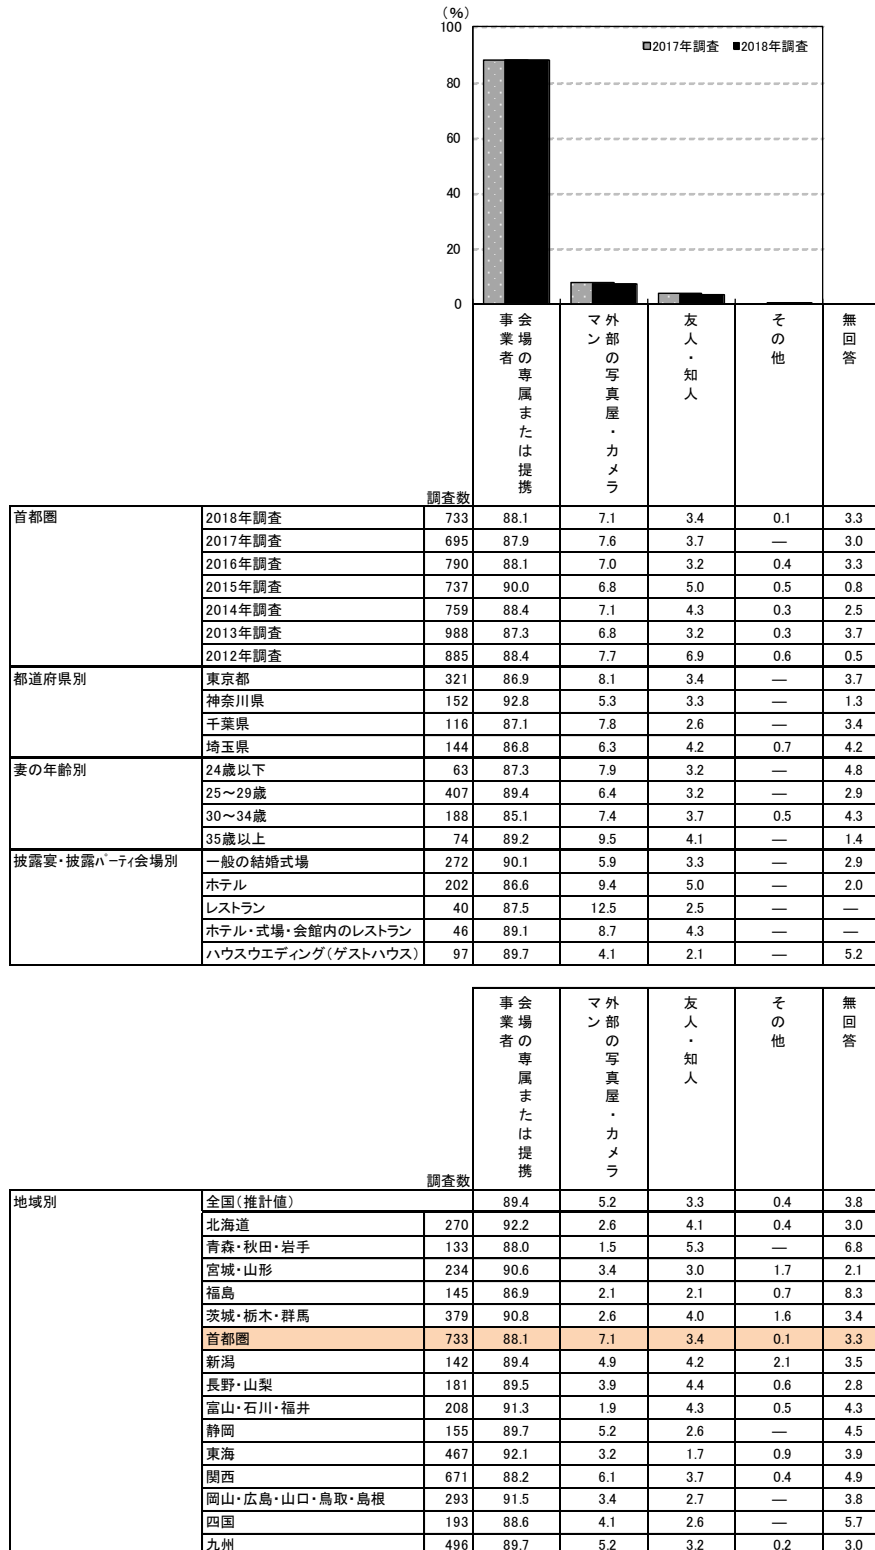 (%)
100
80
60
40
20
0
2017年調査 2018年調査
会場の専属または提携事業者
外部の写真屋・カメラマン
友人・知人
その他
無回答
調査数
首都圏 2018年調査 733 88.1 7.1 3.4 0.1 3.3
2017年調査 695 87.9 7.6 3.7 — 3.0
2016年調査 790 88.1 7.0 3.2 0.4 3.3
2015年調査 737 90.0 6.8 5.0 0.5 0.8
2014年調査 759 88.4 7.1 4.3 0.3 2.5
2013年調査 988 87.3 6.8 3.2 0.3 3.7
2012年調査 885 88.4 7.7 6.9 0.6 0.5
都道府県別 東京都 321 86.9 8.1 3.4 — 3.7
神奈川県 152 92.8 5.3 3.3 — 1.3
千葉県 116 87.1 7.8 2.6 — 3.4
埼玉県 144 86.8 6.3 4.2 0.7 4.2
妻の年齢別 24歳以下 63 87.3 7.9 3.2 — 4.8
25～29歳 407 89.4 6.4 3.2 — 2.9
30～34歳 188 85.1 7.4 3.7 0.5 4.3
35歳以上 74 89.2 9.5 4.1 — 1.4
披露宴・披露ﾊﾟｰﾃｨ会場別 一般の結婚式場 272 90.1 5.9 3.3 — 2.9
ホテル 202 86.6 9.4 5.0 — 2.0
レストラン 40 87.5 12.5 2.5 — —
ホテル・式場・会館内のレストラン 46 89.1 8.7 4.3 — —
ハウスウエディング(ゲストハウス) 97 89.7 4.1 2.1 — 5.2
会場の専属または提携事業者
外部の写真屋・カメラマン
友人・知人
その他
無回答
調査数
地域別 全国(推計値) 89.4 5.2 3.3 0.4 3.8
北海道 270 92.2 2.6 4.1 0.4 3.0
青森・秋田・岩手 133 88.0 1.5 5.3 — 6.8
宮城・山形 234 90.6 3.4 3.0 1.7 2.1
福島 145 86.9 2.1 2.1 0.7 8.3
茨城・栃木・群馬 379 90.8 2.6 4.0 1.6 3.4
首都圏 733 88.1 7.1 3.4 0.1 3.3
新潟 142 89.4 4.9 4.2 2.1 3.5
長野・山梨 181 89.5 3.9 4.4 0.6 2.8
富山・石川・福井 208 91.3 1.9 4.3 0.5 4.3
静岡 155 89.7 5.2 2.6 — 4.5
東海 467 92.1 3.2 1.7 0.9 3.9
関西 671 88.2 6.1 3.7 0.4 4.9
岡山・広島・山口・鳥取・島根 293 91.5 3.4 2.7 — 3.8
四国 193 88.6 4.1 2.6 — 5.7
九州 496 89.7 5.2 3.2 0.2 3.0